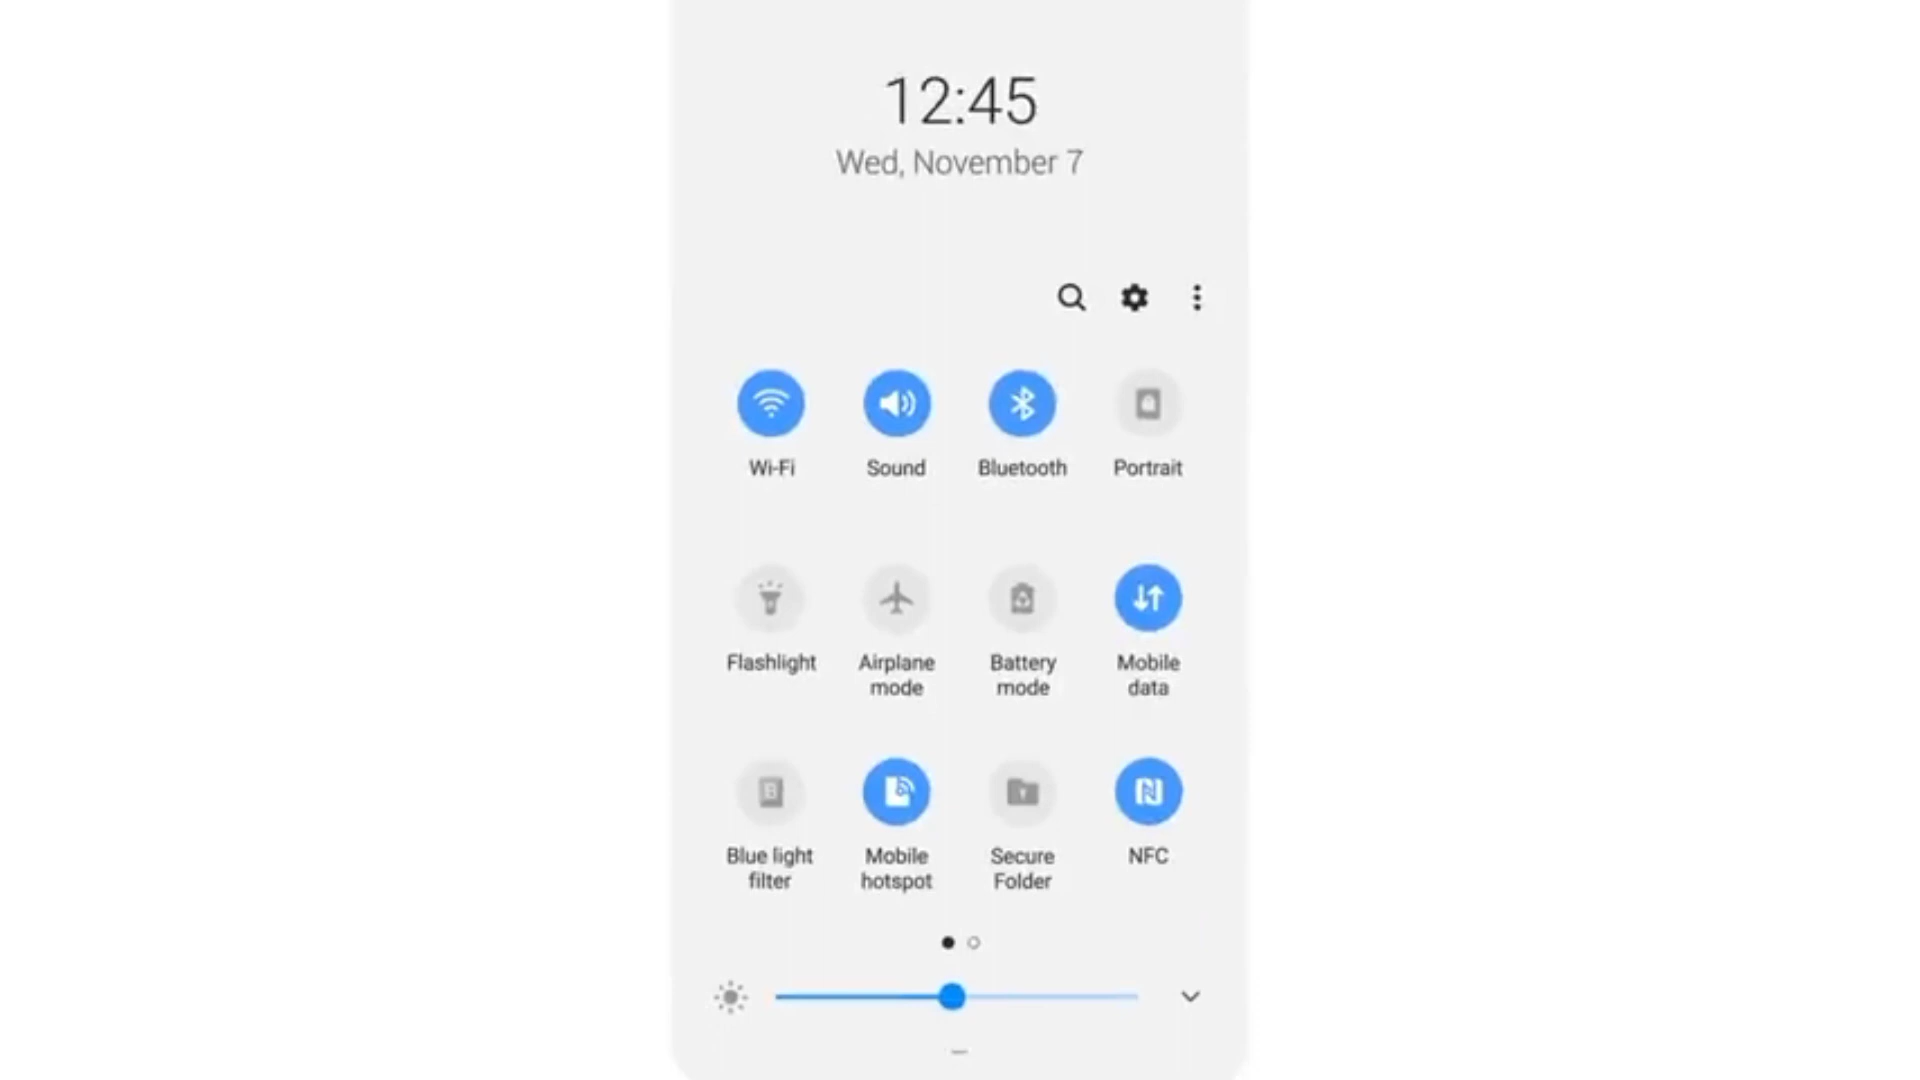 12:45
Wed, November 7
Wi-Fi
Sound
Bluetooth
Portrait
Flashlight
Airplane
mode
Battery
mode
Mobile
data
Blue light
filter
Mobile
hotspot
Secure
Folder
NFC